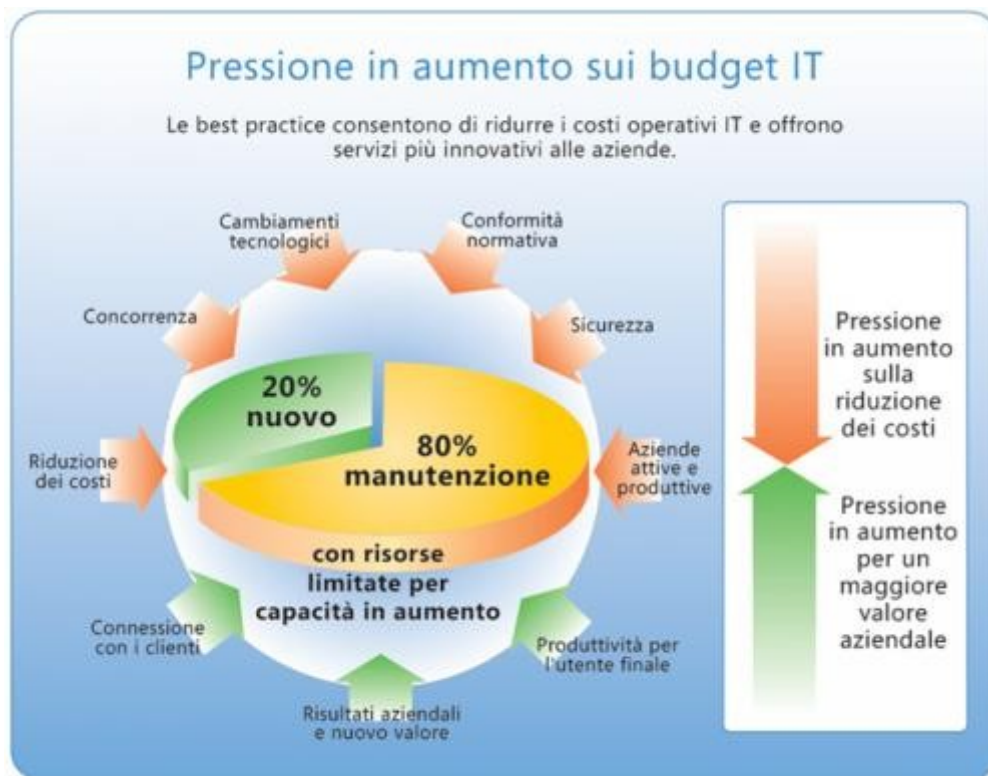 Pressione in aumento sui budget IT
Le best practice consentono di ridurre i costi operativi IT e offrono
servizi più innovativi alle aziende.
Cambiamenti
tecnologici
Conformità
normativa
Concorrenza
Sicurezza
20%
nuovo
80%
manutenzione
Riduzione
dei costi
Aziende
attive e
produttive
con risorse
limitate per
capacità in aumento
Connessione
con i clienti
Produttività per
l'utente finale
Risultati aziendali
e nuovo valore
Pressione
in aumento
sulla
riduzione
dei costi
Pressione
in aumento
per un
maggiore
valore
aziendale